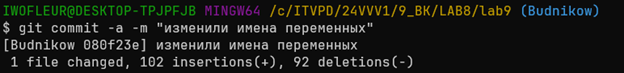 IWOFLEUR@DESKTOP-TPJPFJB MINGW64 /c/ITVPD/24VVV1/9_BK/LAB8/lab9 (Budnikow)
$ git commit -a -m "изменили имена переменных"
[Budnikow 080f23e] изменили имена переменных
 1 file changed, 102 insertions(+), 92 deletions(-)